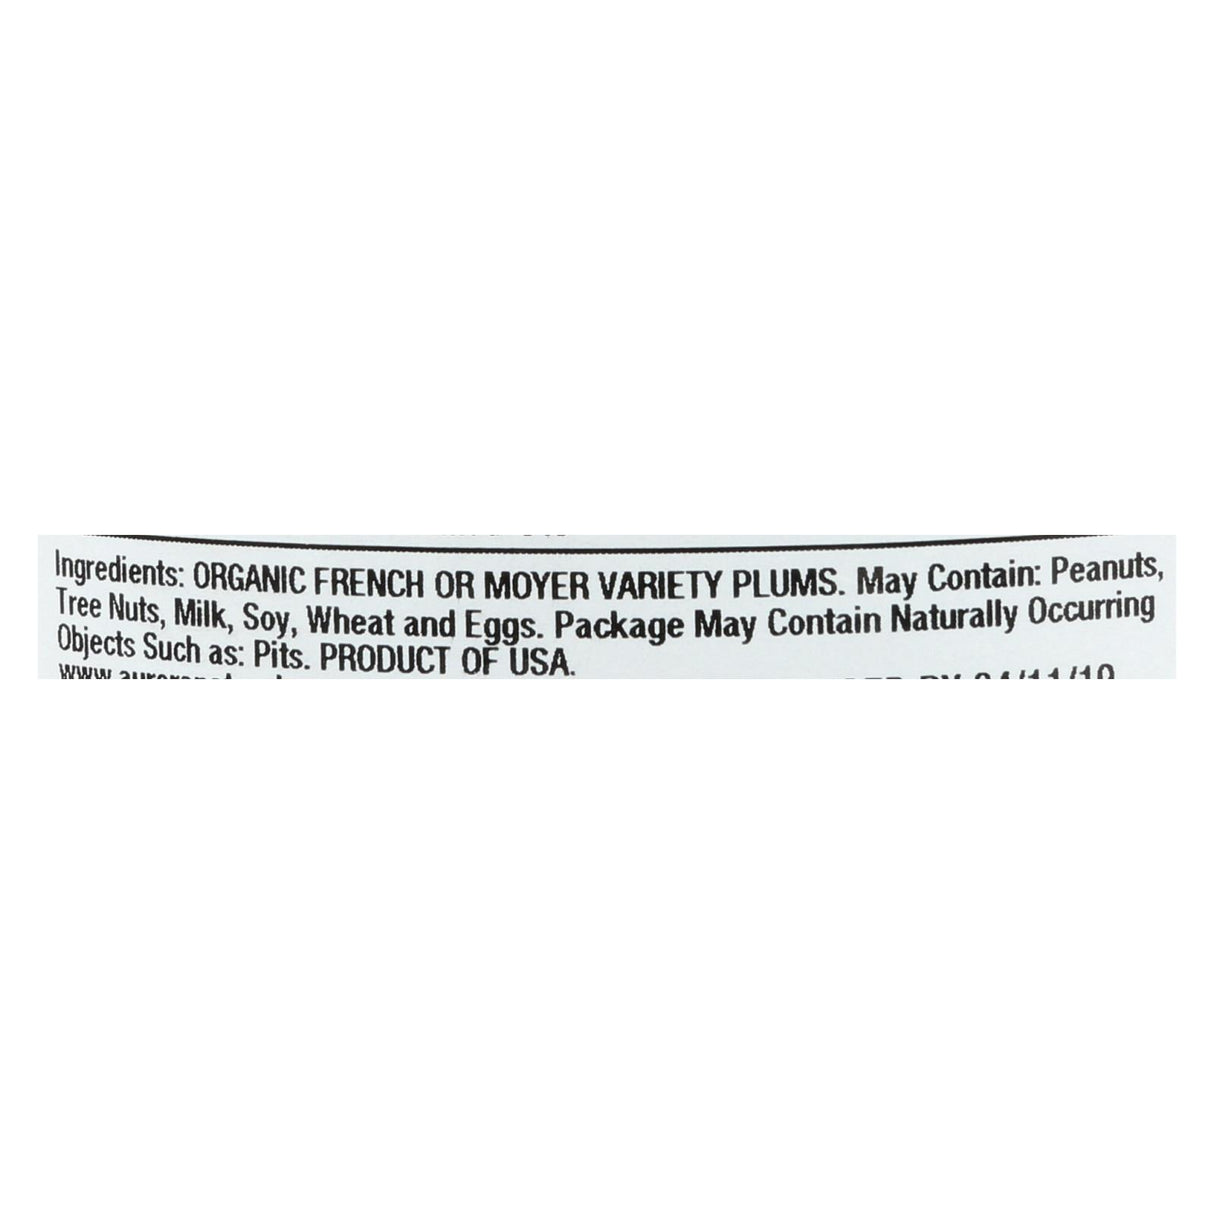 Ingredients: ORGANIC FRENCH OR MOYER VARIETY PLUMS. May Contain: Peanuts,
Tree Nuts, Milk, Soy, Wheat and Eggs. Package May Contain Naturally Occurring
Objects Such as: Pits. PRODUCT OF USA.